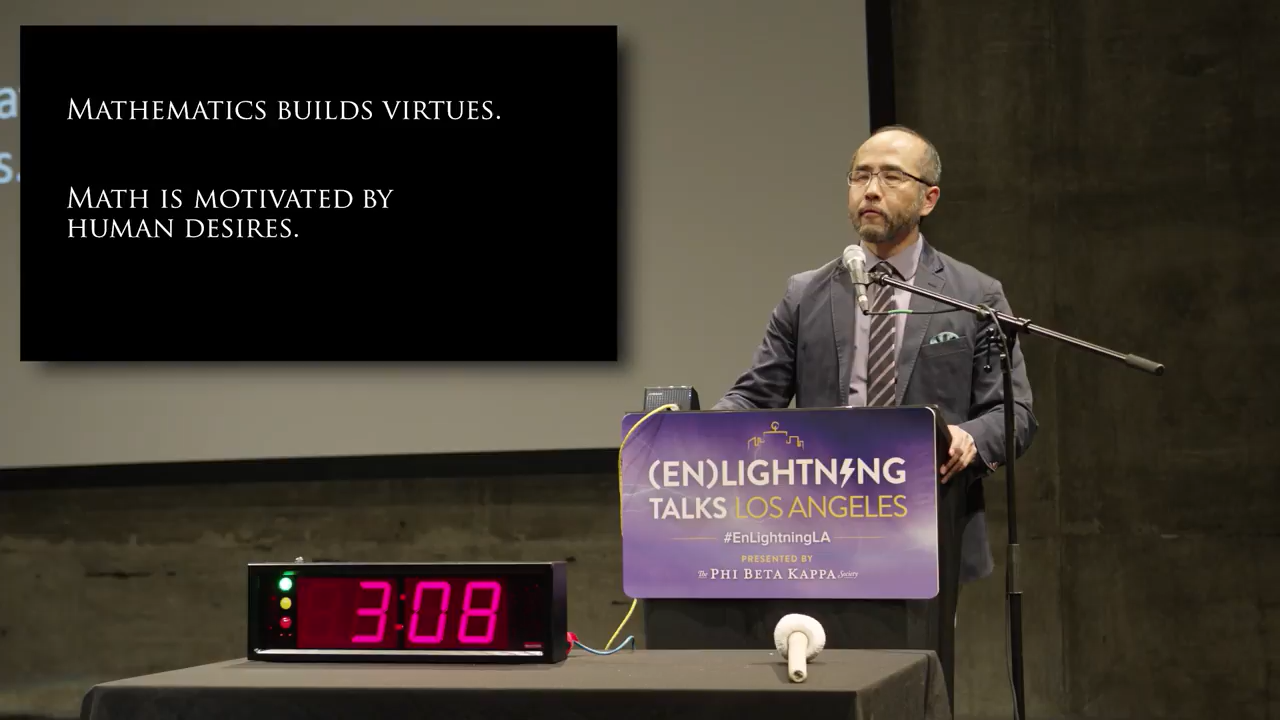 MATHEMATICS BUILDS VIRTUES.
MATH IS MOTIVATED BY
HUMAN DESIRES.
(EN)LIGHTNING
TALKS LOS ANGELES
#EnLightningLA
PRESENTED BY
The PHI BETA KAPPA Society
3:08